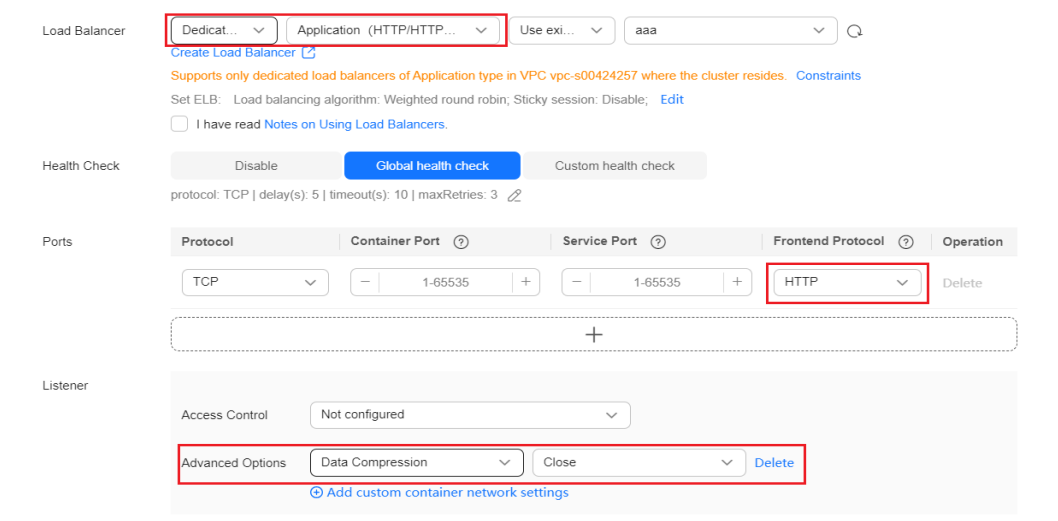 Load Balancer Dedicat... Application (HTTP/HTTP... Use exi... aaa
Create Load Balancer
Supports only dedicated load balancers of Application type in VPC vpc-s00424257 where the cluster resides. Constraints
Set ELB: Load balancing algorithm: Weighted round robin; Sticky session: Disable; Edit
I have read Notes on Using Load Balancers.
Health Check Disable Global health check Custom health check
protocol: TCP | delay(s): 5 | timeout(s): 10 | maxRetries: 3
Ports Protocol Container Port ? Service Port ? Frontend Protocol ? Operation
TCP − 1-65535 + − 1-65535 + HTTP Delete
+
Listener
Access Control Not configured
Advanced Options Data Compression Close Delete
Add custom container network settings